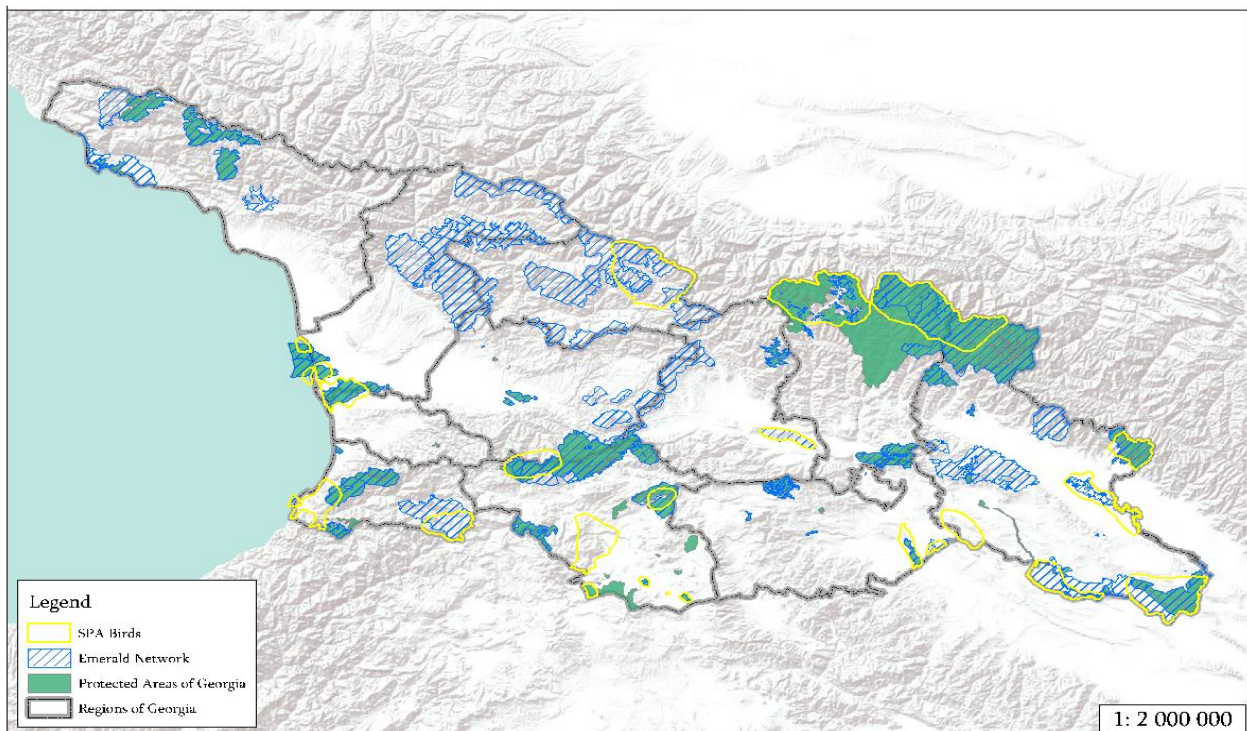 Legend
SPA Birds
Emerald Network
Protected Areas of Georgia
Regions of Georgia
1: 2 000 000